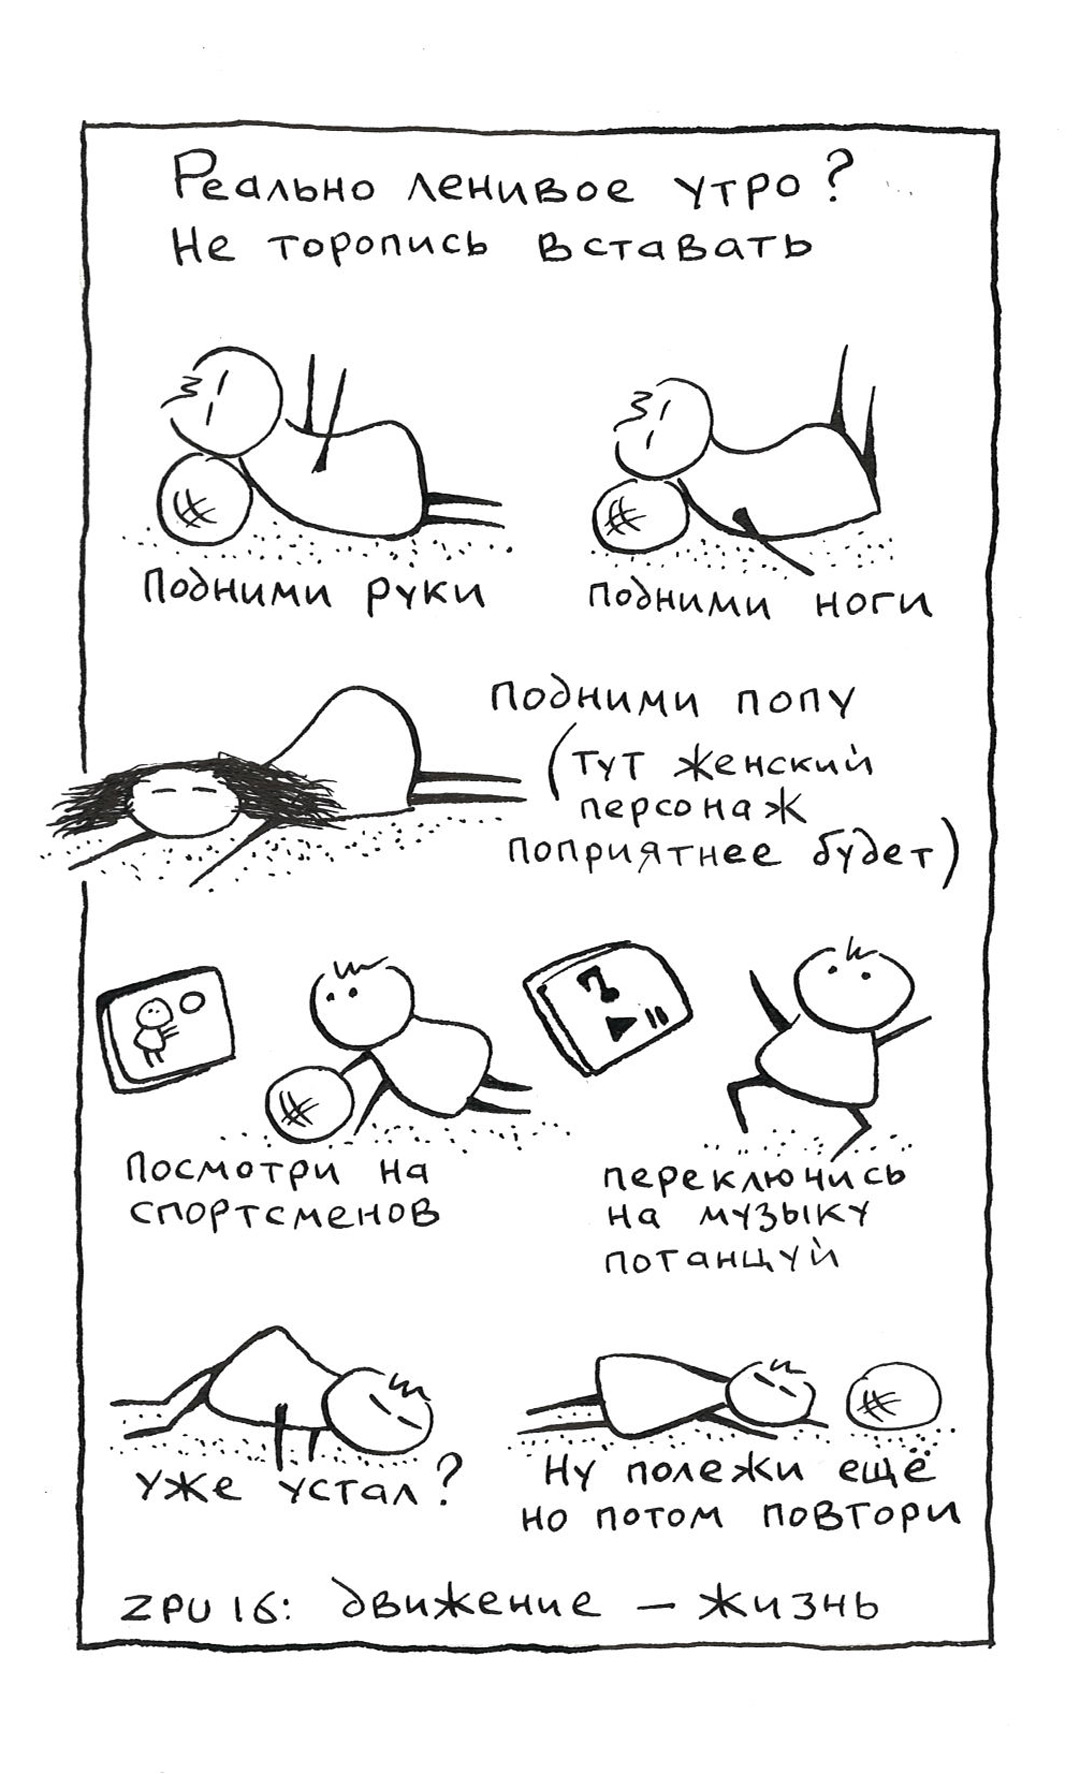 Реально ленивое утро?
Не торопись вставать
Подними руки
подними ноги
подними попу
(тут женский
персонаж
поприятнее будет)
посмотри на
спортсменов
переключись
на музыку
потанцуй
уже устал?
Ну полежи ещё
но потом повтори
ZPU 16: движение – жизнь